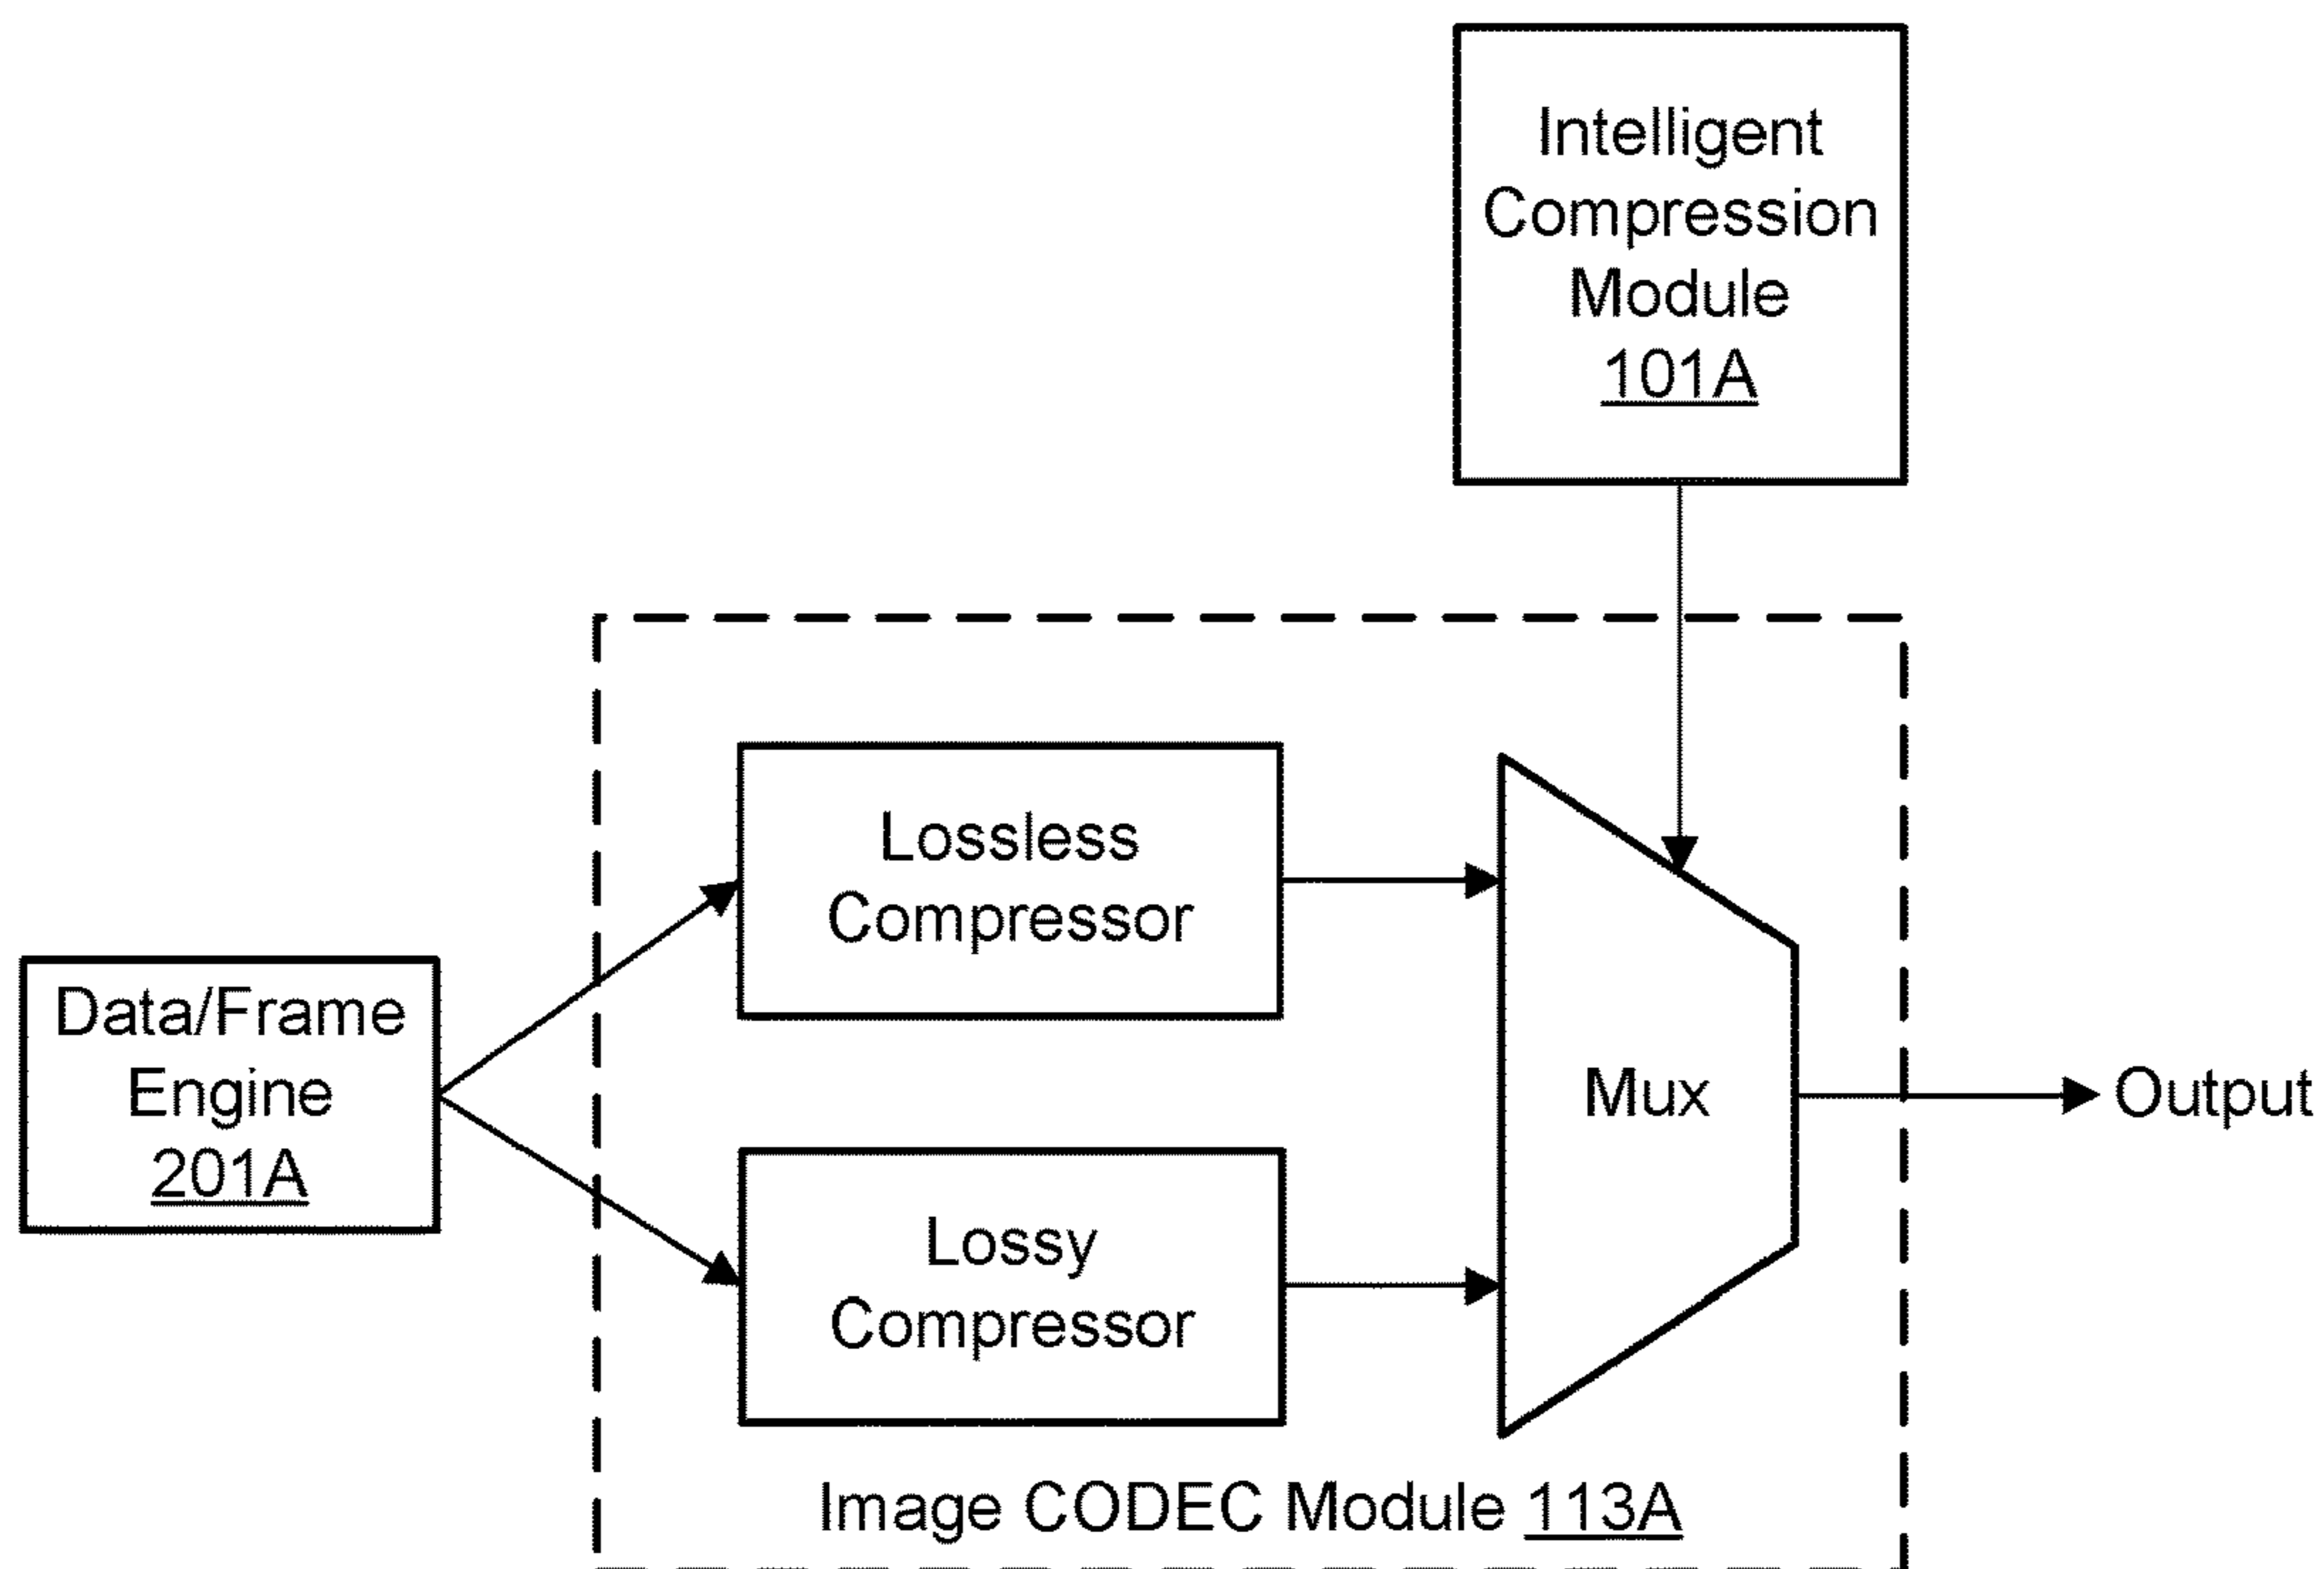 Intelligent
Compression
Module
101A
Lossless
Compressor
Data/Frame
Engine
201A
Mux
Output
Lossy
Compressor
Image CODEC Module 113A